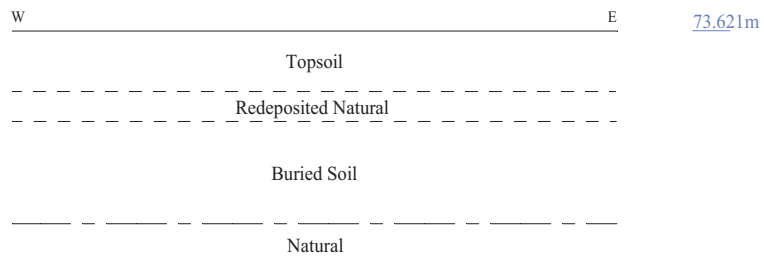 W E 73.621m
Topsoil
Redeposited Natural
Buried Soil
Natural